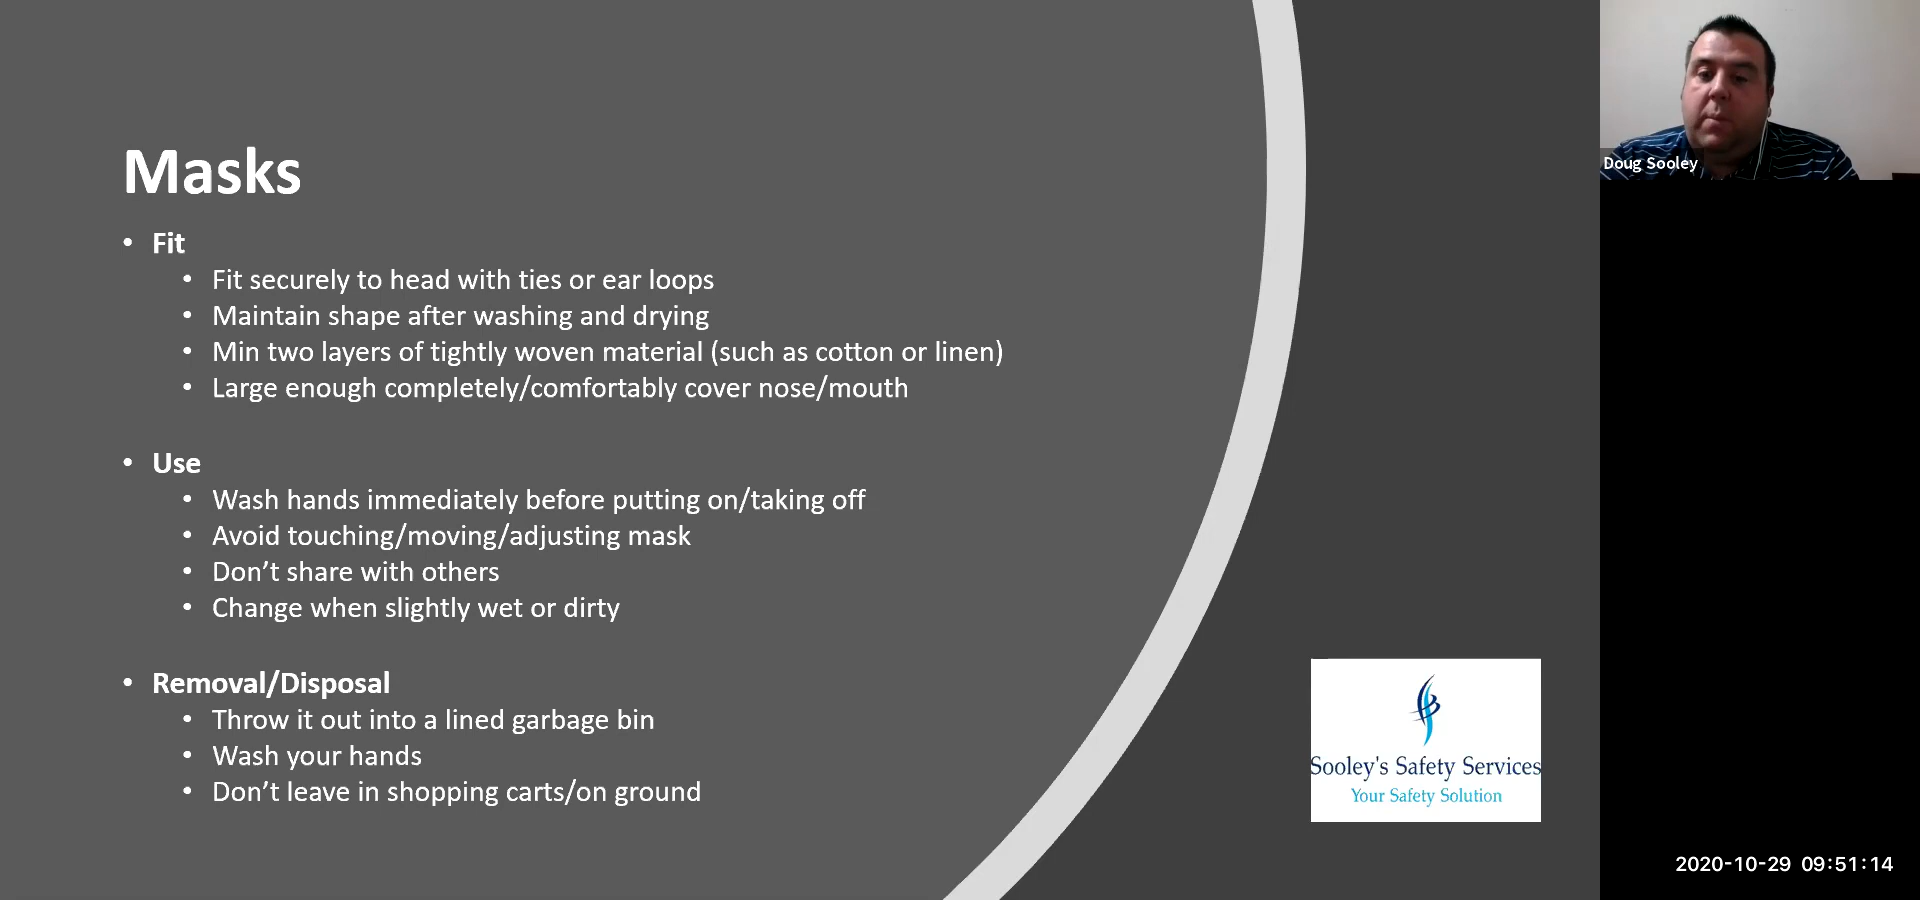 Masks
• Fit
• Fit securely to head with ties or ear loops
• Maintain shape after washing and drying
• Min two layers of tightly woven material (such as cotton or linen)
• Large enough completely/comfortably cover nose/mouth
• Use
• Wash hands immediately before putting on/taking off
• Avoid touching/moving/adjusting mask
• Don’t share with others
• Change when slightly wet or dirty
• Removal/Disposal
• Throw it out into a lined garbage bin
• Wash your hands
• Don’t leave in shopping carts/on ground
Sooley's Safety Services
Your Safety Solution
Doug Sooley
2020-10-29 09:51:14